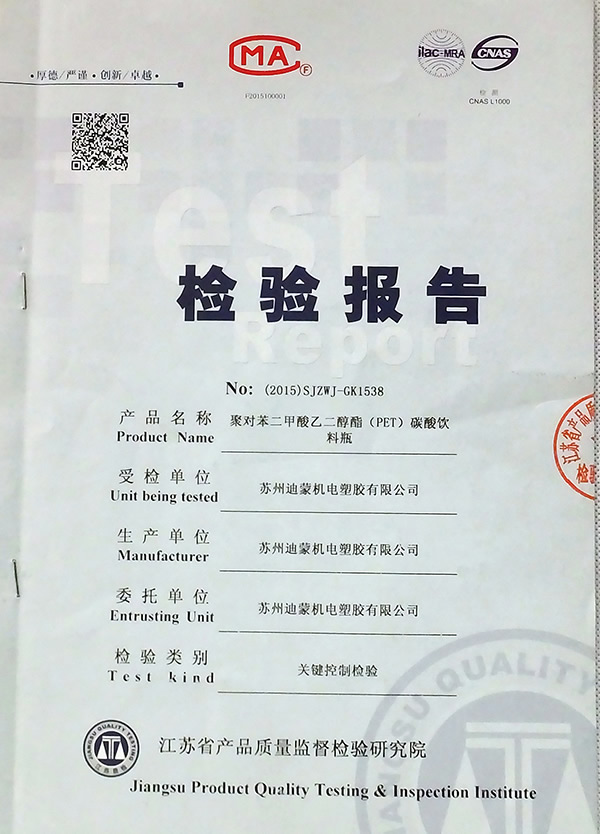 ·厚德/严谨·创新/卓越·
MA
F
F2015100001
ilac-MRA
CNAS
检测
CNAS L1000
Test
检验报告
Report
No: (2015)SJZWJ-GK1538
产品名称 聚对苯二甲酸乙二醇酯（PET）碳酸饮
Product Name 料瓶
受检单位 苏州迪蒙机电塑胶有限公司
Unit being tested
生产单位 苏州迪蒙机电塑胶有限公司
Manufacturer
委托单位 苏州迪蒙机电塑胶有限公司
Entrusting Unit
检验类别 关键控制检验
Test kind
江苏省产品质
JIANGSU QUALITY TESTING
江苏省产品质量监督检验研究院
Jiangsu Product Quality Testing & Inspection Institute
JIANGSU QUALITY